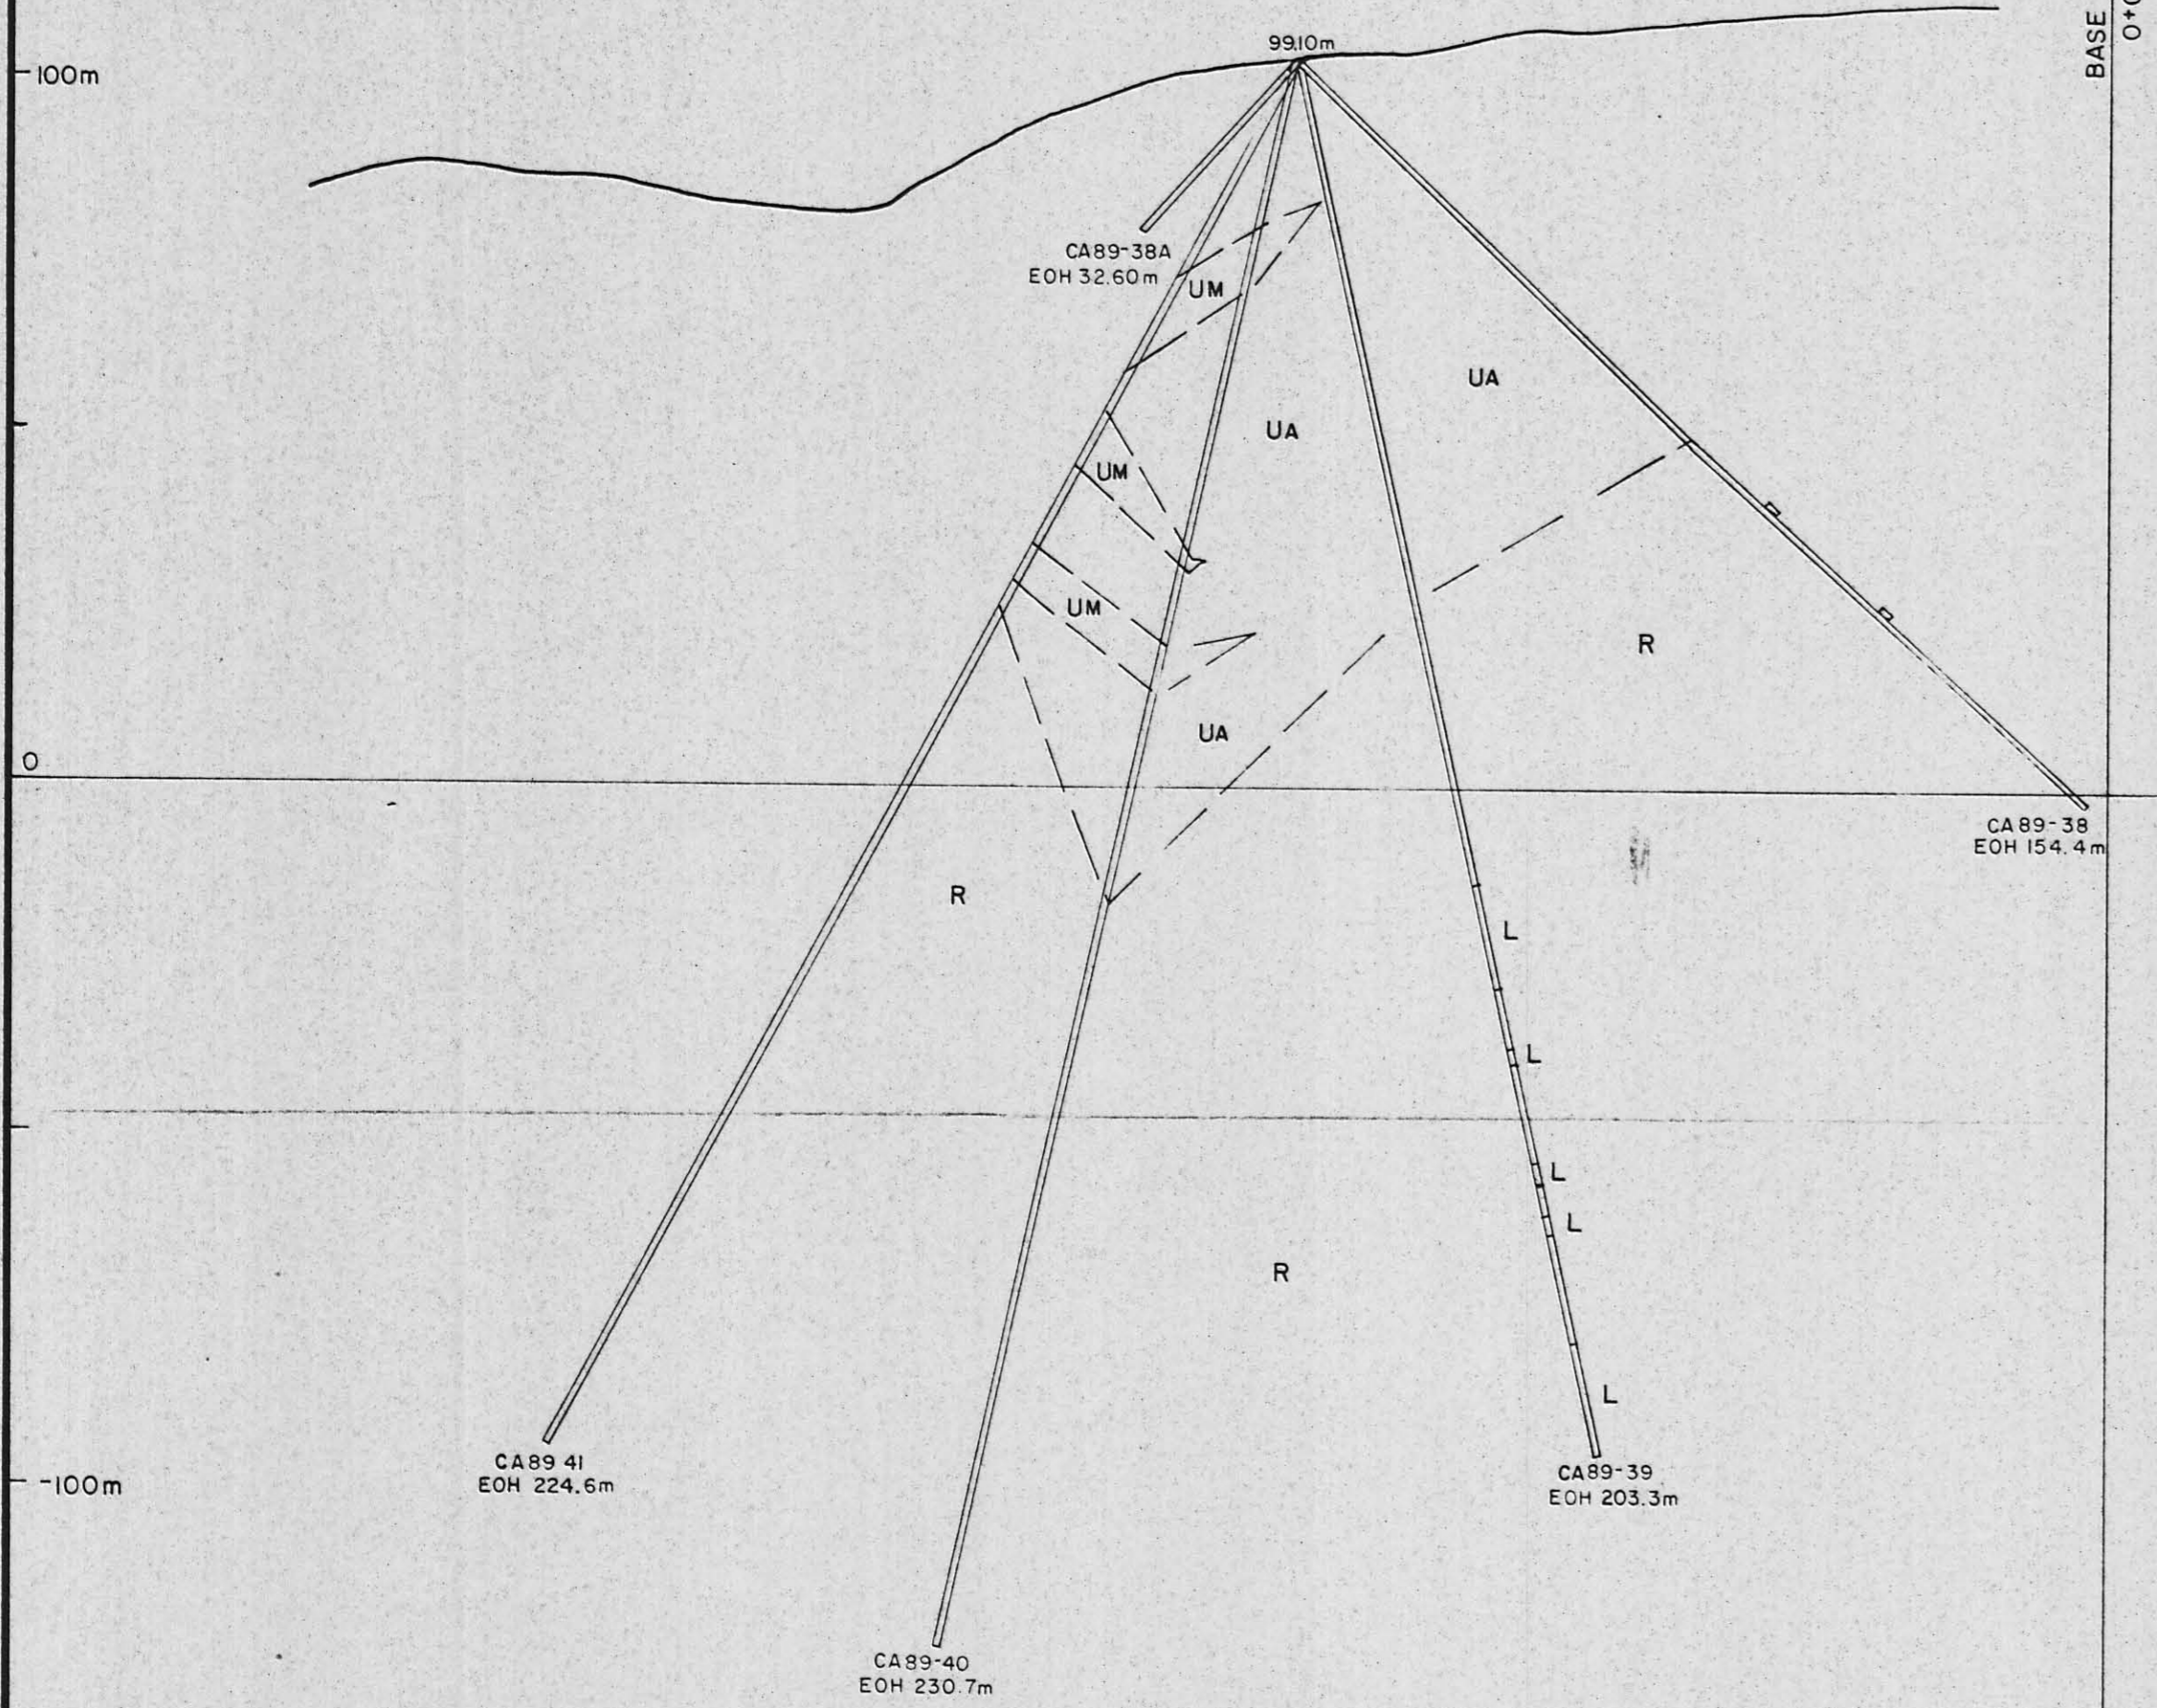 BASE
0+0
99.10m
100m
CA89-38A
EOH 32.60m
UM
UA
UA
UM
UM
R
UA
0
CA89-38
EOH 154.4m
R
L
L
L
L
R
L
CA89 41
EOH 224.6m
CA89-39
EOH 203.3m
-100m
CA89-40
EOH 230.7m